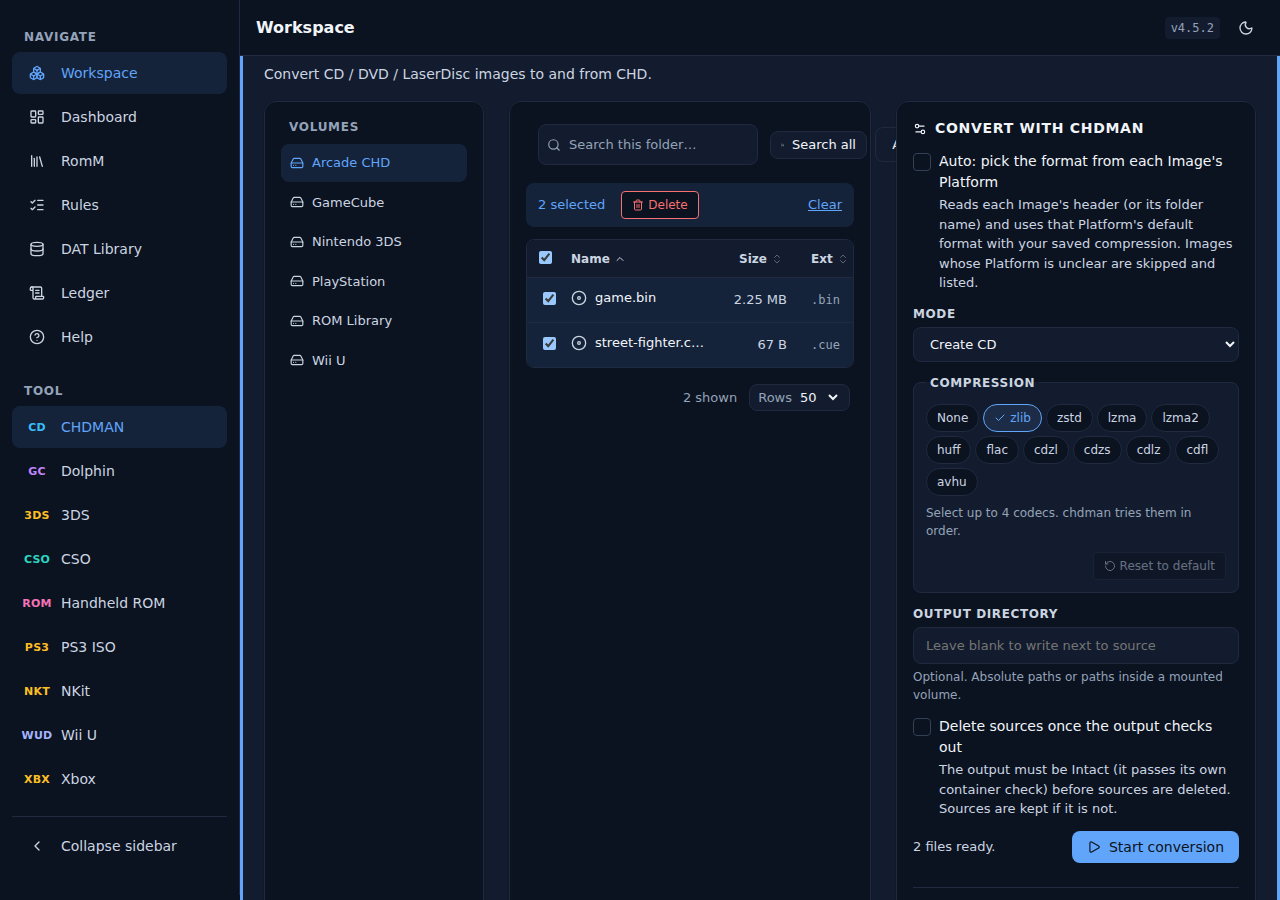 NAVIGATE
Workspace
Dashboard
RomM
Rules
DAT Library
Ledger
Help
TOOL
CD CHDMAN
GC Dolphin
3DS 3DS
CSO CSO
ROM Handheld ROM
PS3 PS3 ISO
NKT NKit
WUD Wii U
XBX Xbox
Collapse sidebar
Workspace
v4.5.2
Convert CD / DVD / LaserDisc images to and from CHD.
VOLUMES
Arcade CHD
GameCube
Nintendo 3DS
PlayStation
ROM Library
Wii U
Search this folder…
Search all
2 selected Delete Clear
Name Size Ext
game.bin 2.25 MB .bin
street-fighter.c… 67 B .cue
2 shown Rows 50
CONVERT WITH CHDMAN
Auto: pick the format from each Image's
Platform
Reads each Image's header (or its folder
name) and uses that Platform's default
format with your saved compression. Images
whose Platform is unclear are skipped and
listed.
MODE
Create CD
COMPRESSION
None zlib zstd lzma lzma2
huff flac cdzl cdzs cdlz cdfl
avhu
Select up to 4 codecs. chdman tries them in
order.
Reset to default
OUTPUT DIRECTORY
Leave blank to write next to source
Optional. Absolute paths or paths inside a mounted
volume.
Delete sources once the output checks
out
The output must be Intact (it passes its own
container check) before sources are deleted.
Sources are kept if it is not.
2 files ready. Start conversion